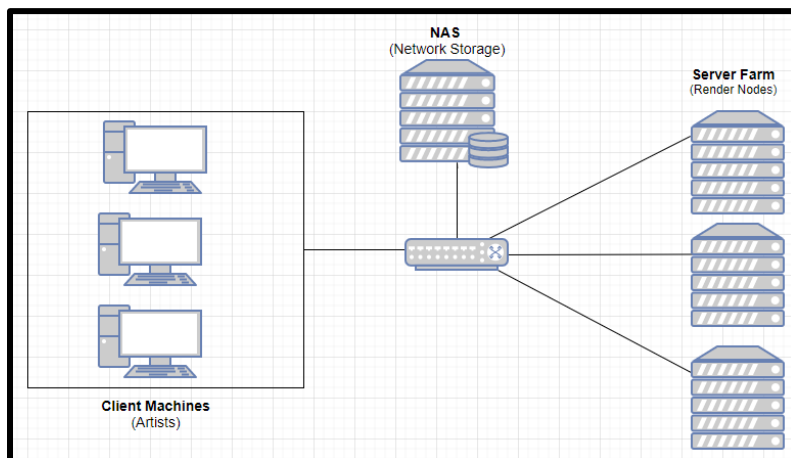 NAS
(Network Storage)
Server Farm
(Render Nodes)
Client Machines
(Artists)